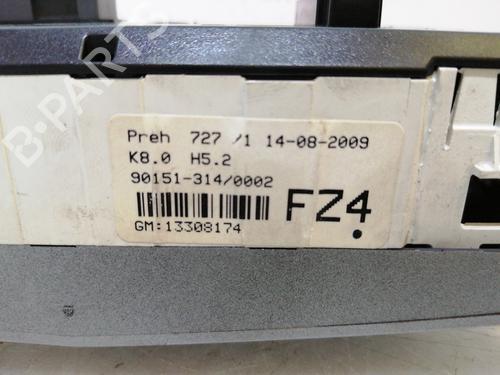 Preh 727 /1 14-08-2009
K8.0 H5.2
90151-314/0002
FZ4
GM:13308174
B-PARTS